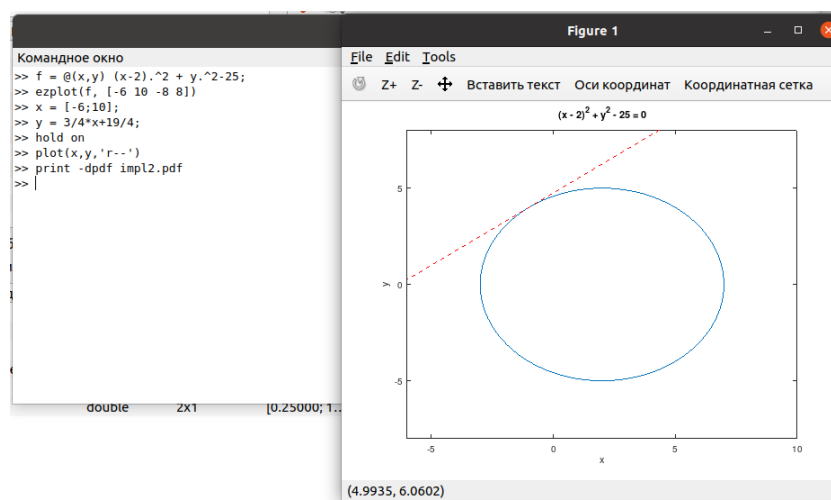 Командное окно
>> f = @(x,y) (x-2).^2 + y.^2-25;
>> ezplot(f, [-6 10 -8 8])
>> x = [-6;10];
>> y = 3/4*x+19/4;
>> hold on
>> plot(x,y,'r--')
>> print -dpdf impl2.pdf
>>
double 2x1 [0.25000; 1..
Figure 1
File Edit Tools
Z+ Z- Вставить текст Оси координат Координатная сетка
(x - 2)² + y² - 25 = 0
5
y
0
-5
-5 0 5 10
x
(4.9935, 6.0602)